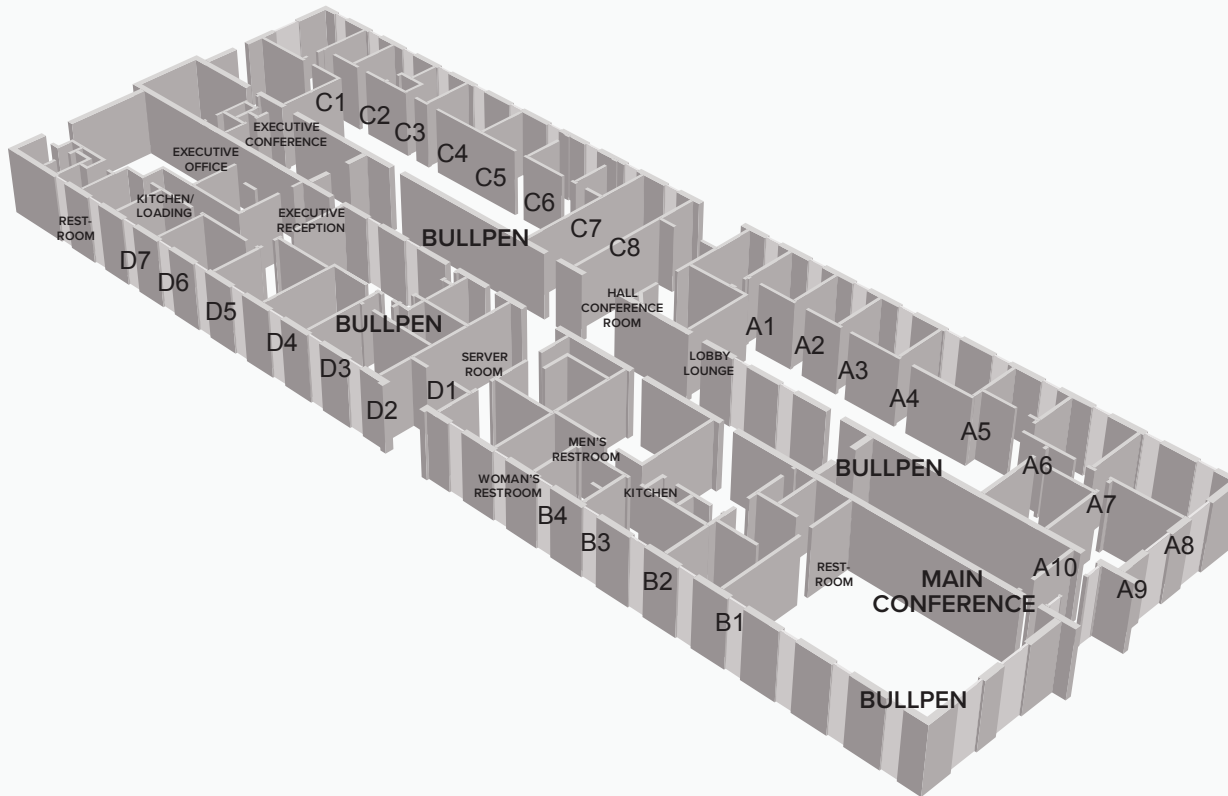 C1
C2
C3
C4
C5
C6
C7
C8
EXECUTIVE
CONFERENCE
EXECUTIVE
OFFICE
KITCHEN/
LOADING
EXECUTIVE
RECEPTION
REST-
ROOM
BULLPEN
D7
D6
D5
D4
D3
D2
D1
BULLPEN
SERVER
ROOM
HALL
CONFERENCE
ROOM
LOBBY
LOUNGE
A1
A2
A3
A4
A5
A6
A7
A8
A9
A10
BULLPEN
MEN'S
RESTROOM
WOMAN'S
RESTROOM
KITCHEN
B4
B3
B2
B1
REST-
ROOM
MAIN
CONFERENCE
BULLPEN